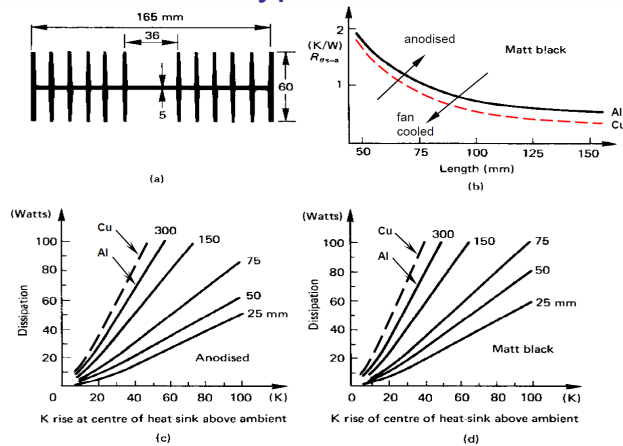 165 mm
36
60
5
(a)
2
(K/W)
1
anodised
Matt black
fan
cooled
Al
Cu
50
75
100
125
150
Length (mm)
(b)
(Watts)
Cu
Al
300
150
75
50
25 mm
100
80
60
40
20
Dissipation
Anodised
0
20
40
60
80
100
(K)
K rise at centre of heat-sink above ambient
(c)
(Watts)
Cu
Al
300
150
75
50
25 mm
100
80
60
40
20
Dissipation
Matt black
0
20
40
60
80
100
(K)
K rise of centre of heat-sink above ambient
(d)